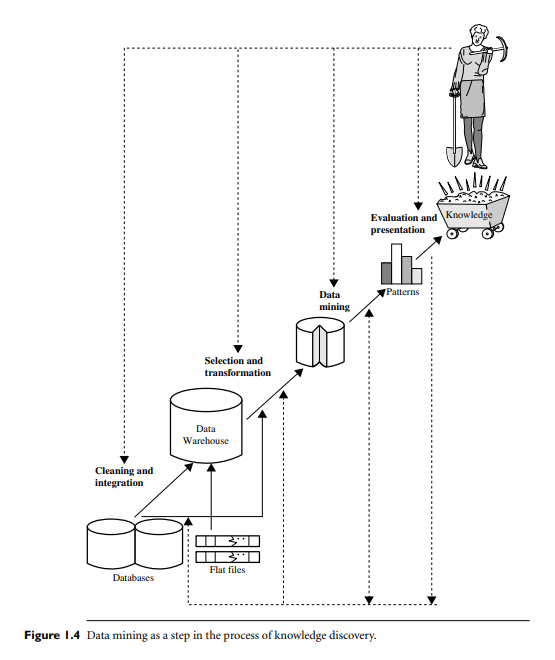 Knowledge
Evaluation and
presentation
Patterns
Data
mining
Selection and
transformation
Data
Warehouse
Cleaning and
integration
Databases
Flat files
Figure 1.4 Data mining as a step in the process of knowledge discovery.